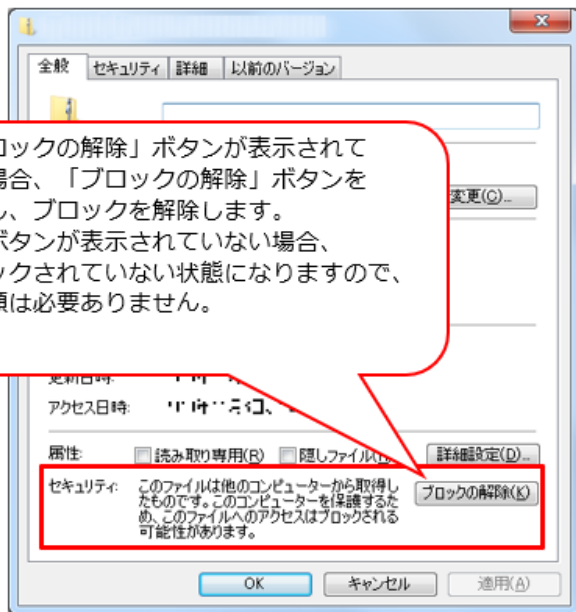 全般 セキュリティ 詳細 以前のバージョン
ロックの解除」ボタンが表示されて
場合、「ブロックの解除」ボタンを
し、ブロックを解除します。
ボタンが表示されていない場合、
ックされていない状態になりますので、
は必要ありません。
変更(C)...
更新日時:
アクセス日時:
属性: 読み取り専用(R) 隠しファイル(H) 詳細設定(D)...
セキュリティ: このファイルは他のコンピューターから取得し
たものです。このコンピューターを保護するた
め、このファイルへのアクセスはブロックされる
可能性があります。
ブロックの解除(K)
OK キャンセル 適用(A)